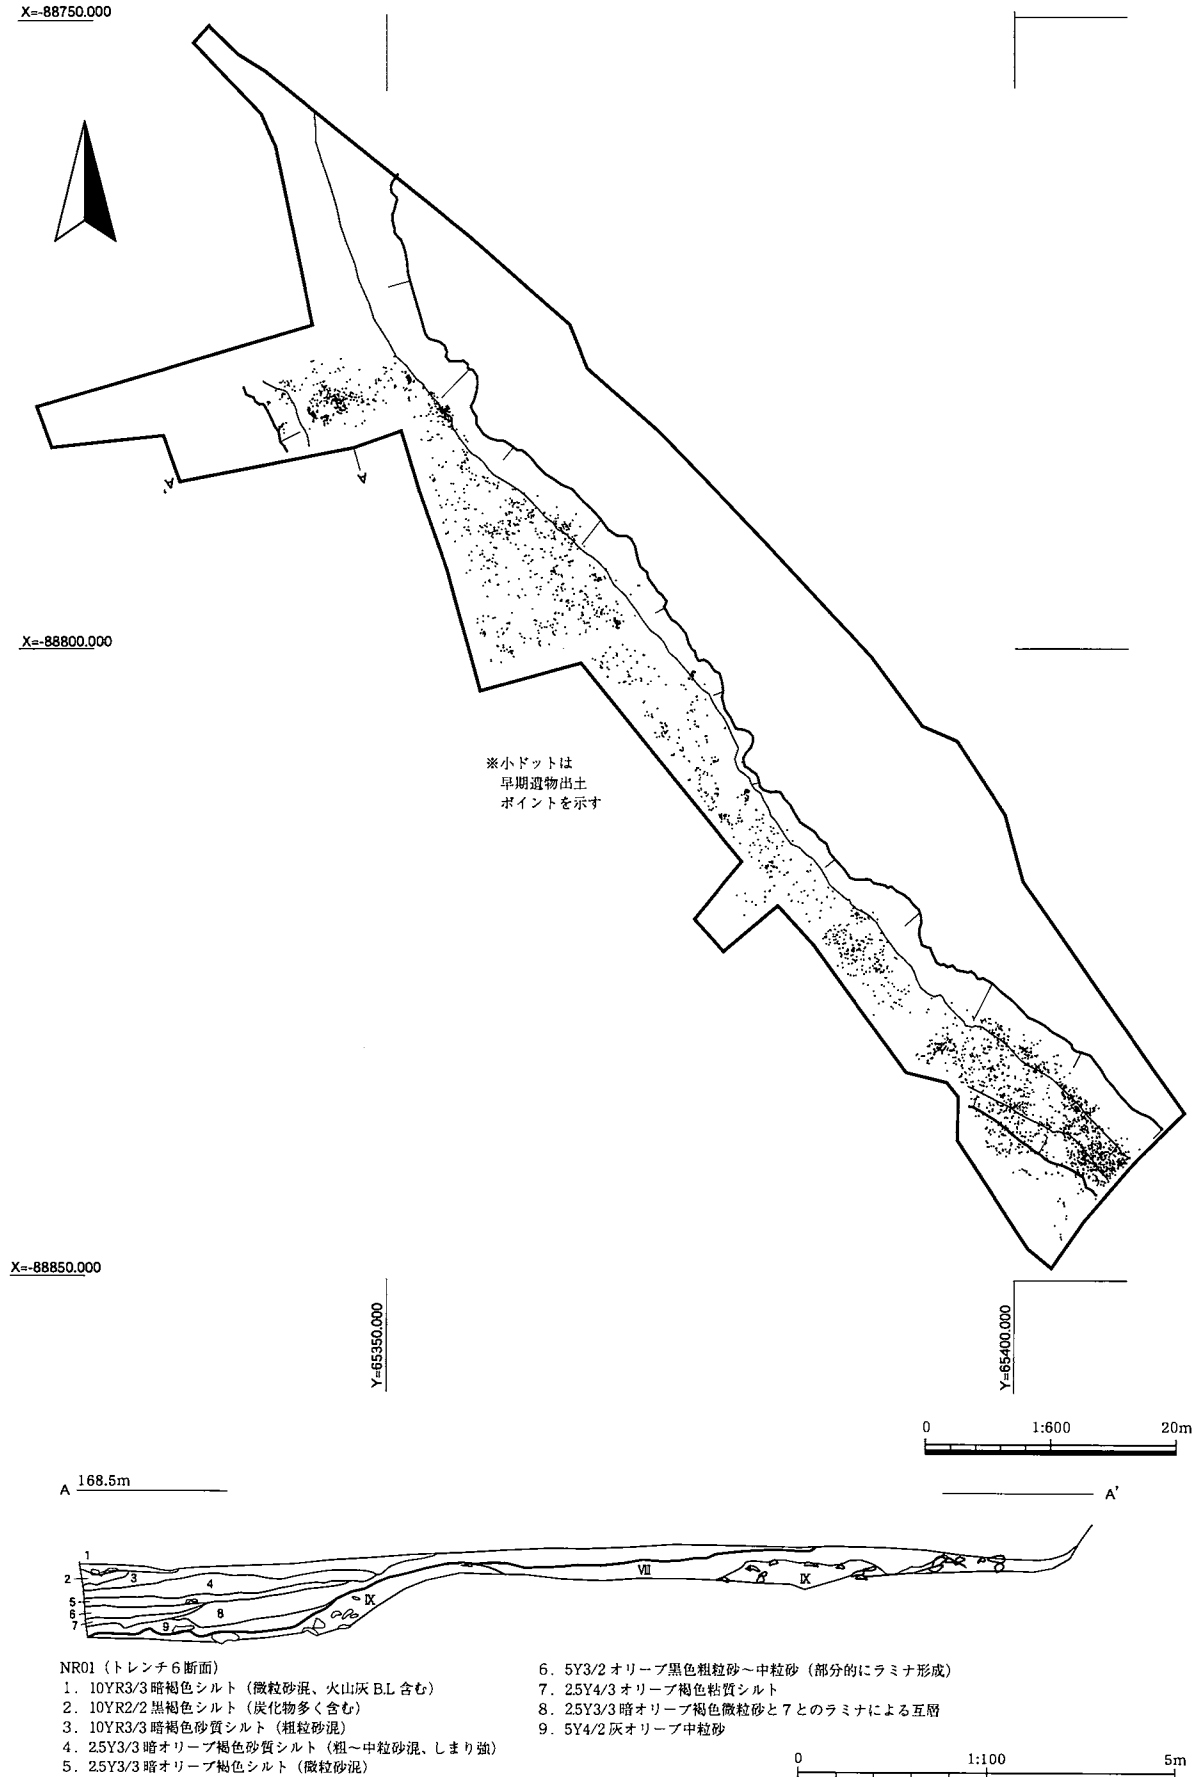 X=-88750.000
A'
A
X=-88800.000
※小ドットは
早期遺物出土
ポイントを示す
X=-88850.000
Y=65350.000
Y=65400.000
0 1:600 20m
A 168.5m
A'
1
2
3
4
5
6
7
8
9
Ⅸ
Ⅷ
Ⅸ
NR01（トレンチ6断面）
1．10YR3/3 暗褐色シルト（微粒砂混、火山灰 B.L 含む）
2．10YR2/2 黒褐色シルト（炭化物多く含む）
3．10YR3/3 暗褐色砂質シルト（粗粒砂混）
4．2.5Y3/3 暗オリーブ褐色砂質シルト（粗～中粒砂混、しまり強）
5．2.5Y3/3 暗オリーブ褐色シルト（微粒砂混）
6．5Y3/2 オリーブ黒色粗粒砂～中粒砂（部分的にラミナ形成）
7．2.5Y4/3 オリーブ褐色粘質シルト
8．2.5Y3/3 暗オリーブ褐色微粒砂と7とのラミナによる互層
9．5Y4/2 灰オリーブ中粒砂
0 1:100 5m